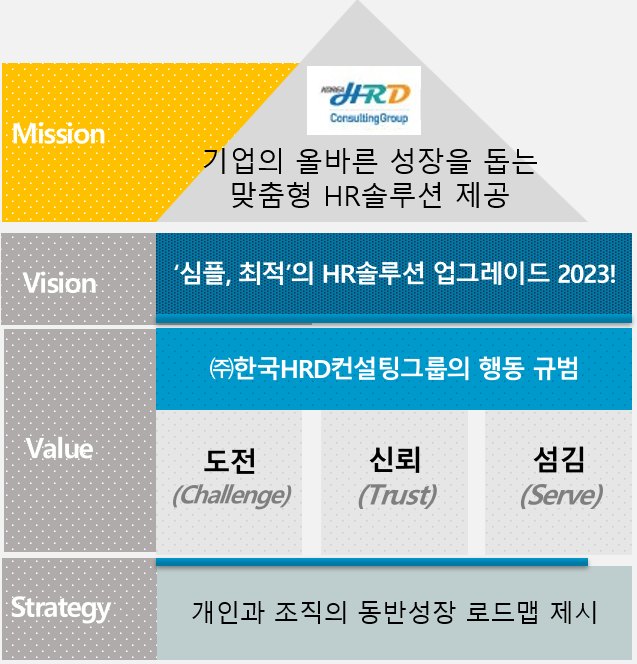 KOREA
HRD
ConsultingGroup
Mission
기업의 올바른 성장을 돕는
맞춤형 HR솔루션 제공
Vision
‘심플, 최적’의 HR솔루션 업그레이드 2023!
Value
㈜한국HRD컨설팅그룹의 행동 규범
도전
(Challenge)
신뢰
(Trust)
섬김
(Serve)
Strategy
개인과 조직의 동반성장 로드맵 제시